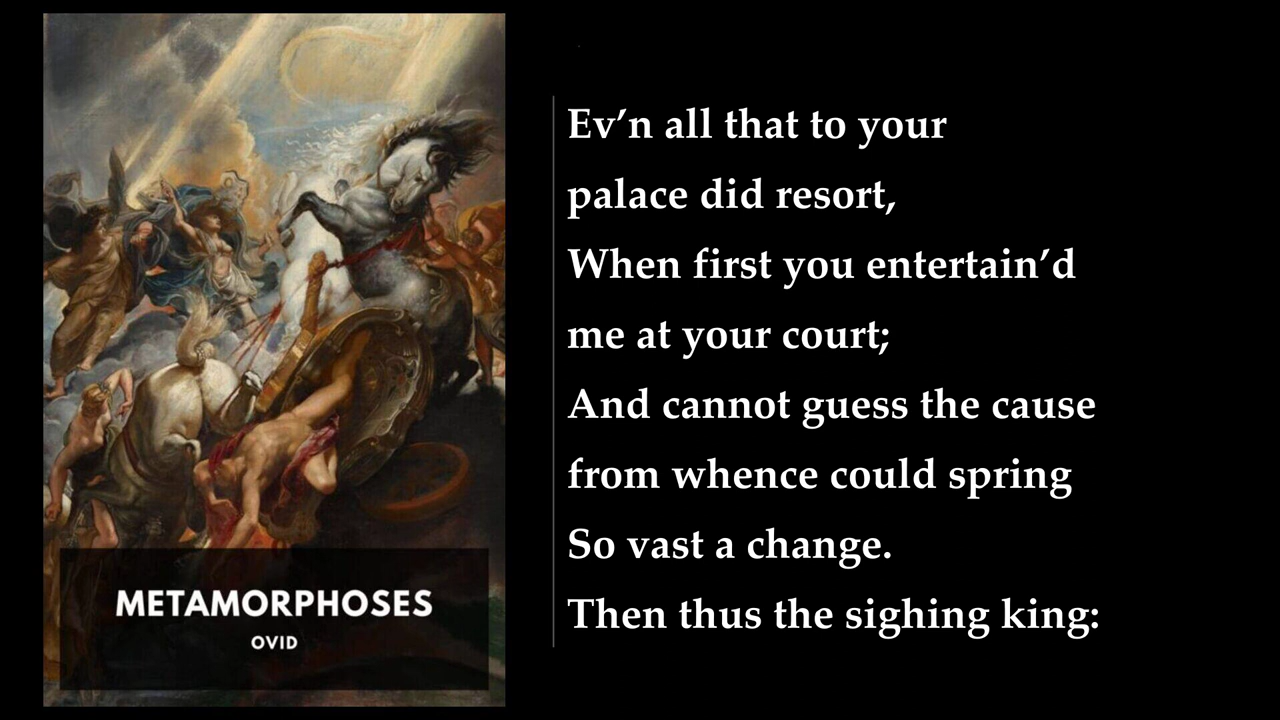 METAMORPHOSES
OVID
Ev’n all that to your
palace did resort,
When first you entertain’d
me at your court;
And cannot guess the cause
from whence could spring
So vast a change.
Then thus the sighing king: